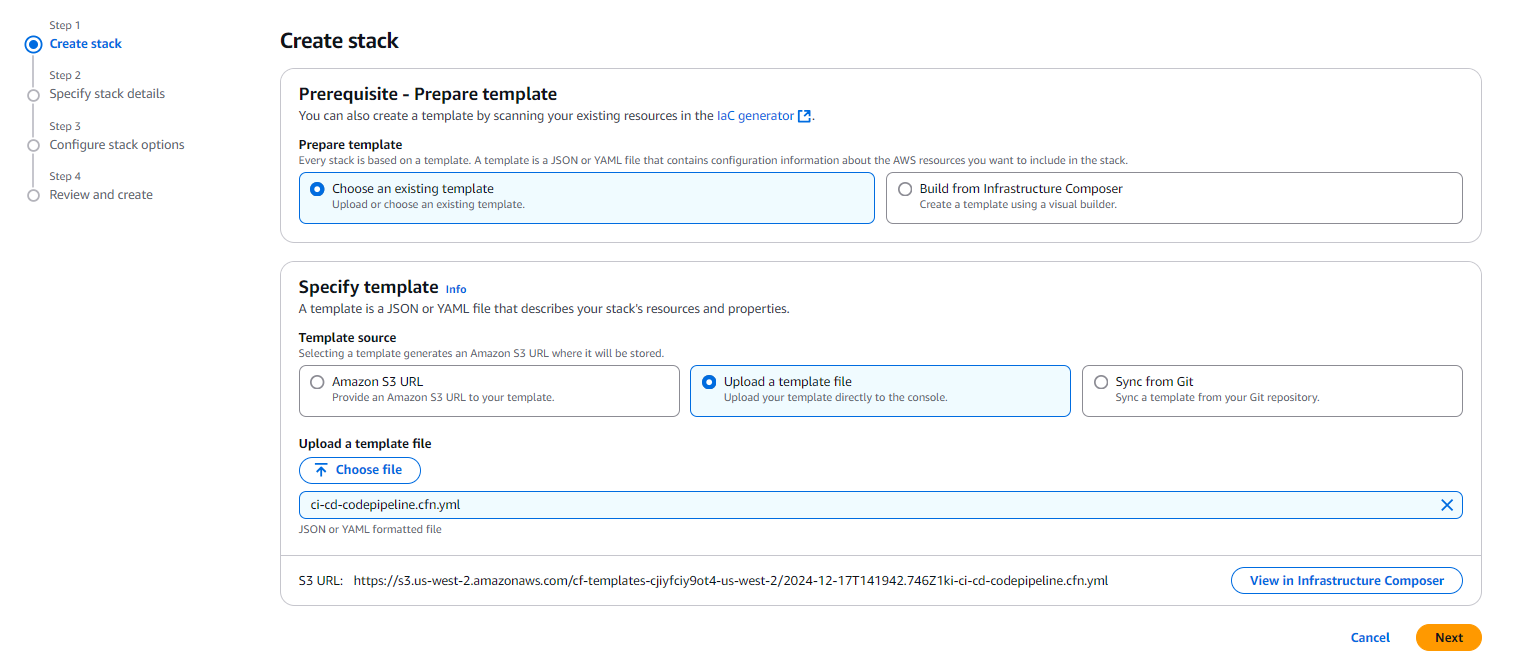 Step 1
Create stack
Step 2
Specify stack details
Step 3
Configure stack options
Step 4
Review and create
Create stack
Prerequisite - Prepare template
You can also create a template by scanning your existing resources in the IaC generator.
Prepare template
Every stack is based on a template. A template is a JSON or YAML file that contains configuration information about the AWS resources you want to include in the stack.
Choose an existing template
Upload or choose an existing template.
Build from Infrastructure Composer
Create a template using a visual builder.
Specify template Info
A template is a JSON or YAML file that describes your stack's resources and properties.
Template source
Selecting a template generates an Amazon S3 URL where it will be stored.
Amazon S3 URL
Provide an Amazon S3 URL to your template.
Upload a template file
Upload your template directly to the console.
Sync from Git
Sync a template from your Git repository.
Upload a template file
Choose file
ci-cd-codepipeline.cfn.yml
JSON or YAML formatted file
S3 URL: https://s3.us-west-2.amazonaws.com/cf-templates-cjiyfciy9ot4-us-west-2/2024-12-17T141942.746Z1ki-ci-cd-codepipeline.cfn.yml
View in Infrastructure Composer
Cancel
Next